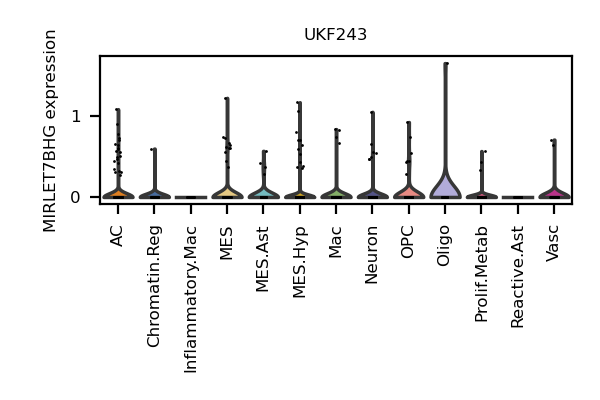 UKF243
MIRLET7BHG expression
1
0
AC
Chromatin.Reg
Inflammatory.Mac
MES
MES.Ast
MES.Hyp
Mac
Neuron
OPC
Oligo
Prolif.Metab
Reactive.Ast
Vasc